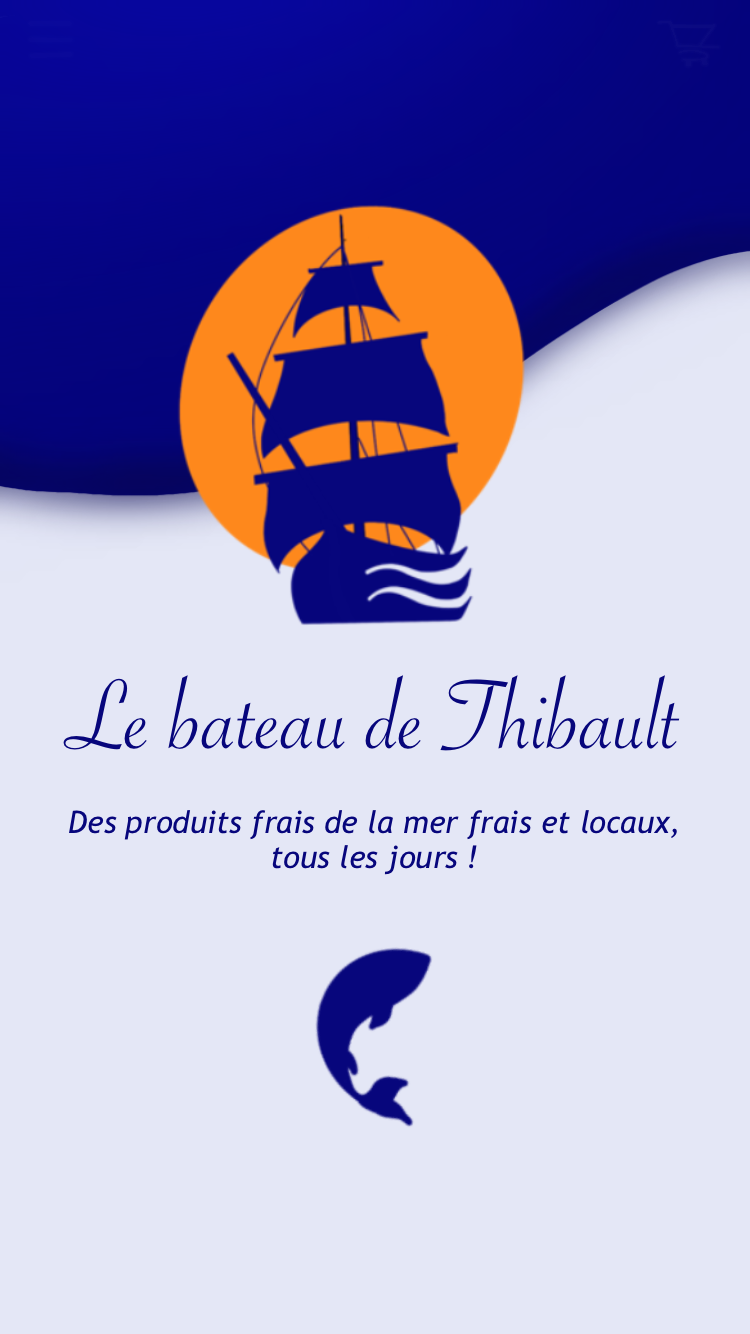 Le bateau de Thibault
Des produits frais de la mer frais et locaux,
tous les jours !